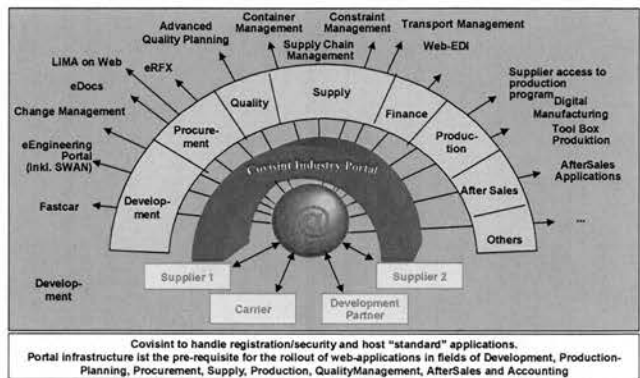 Advanced
Quality Planning
Container
Management
Constraint
Management
Transport Management
Supply Chain
Management
Web-EDI
LIMA on Web
eRFX
eDocs
Change Management
eEngineering
Portal
(inkl. SWAN)
Fastcar
Supplier access to
production
program
Digital
Manufacturing
Tool Box
Produktion
AfterSales
Applications
...
Develop-
ment
Procure-
ment
Quality
Supply
Finance
Produc-
tion
After Sales
Others
Covisint Industry Portal
@
Supplier 1
Carrier
Development
Partner
Supplier 2
Develop-
ment
Covisint to handle registration/security and host “standard” applications.
Portal infrastructure ist the pre-requisite for the rollout of web-applications in fields of Development, Production-
Planning, Procurement, Supply, Production, QualityManagement, AfterSales and Accounting